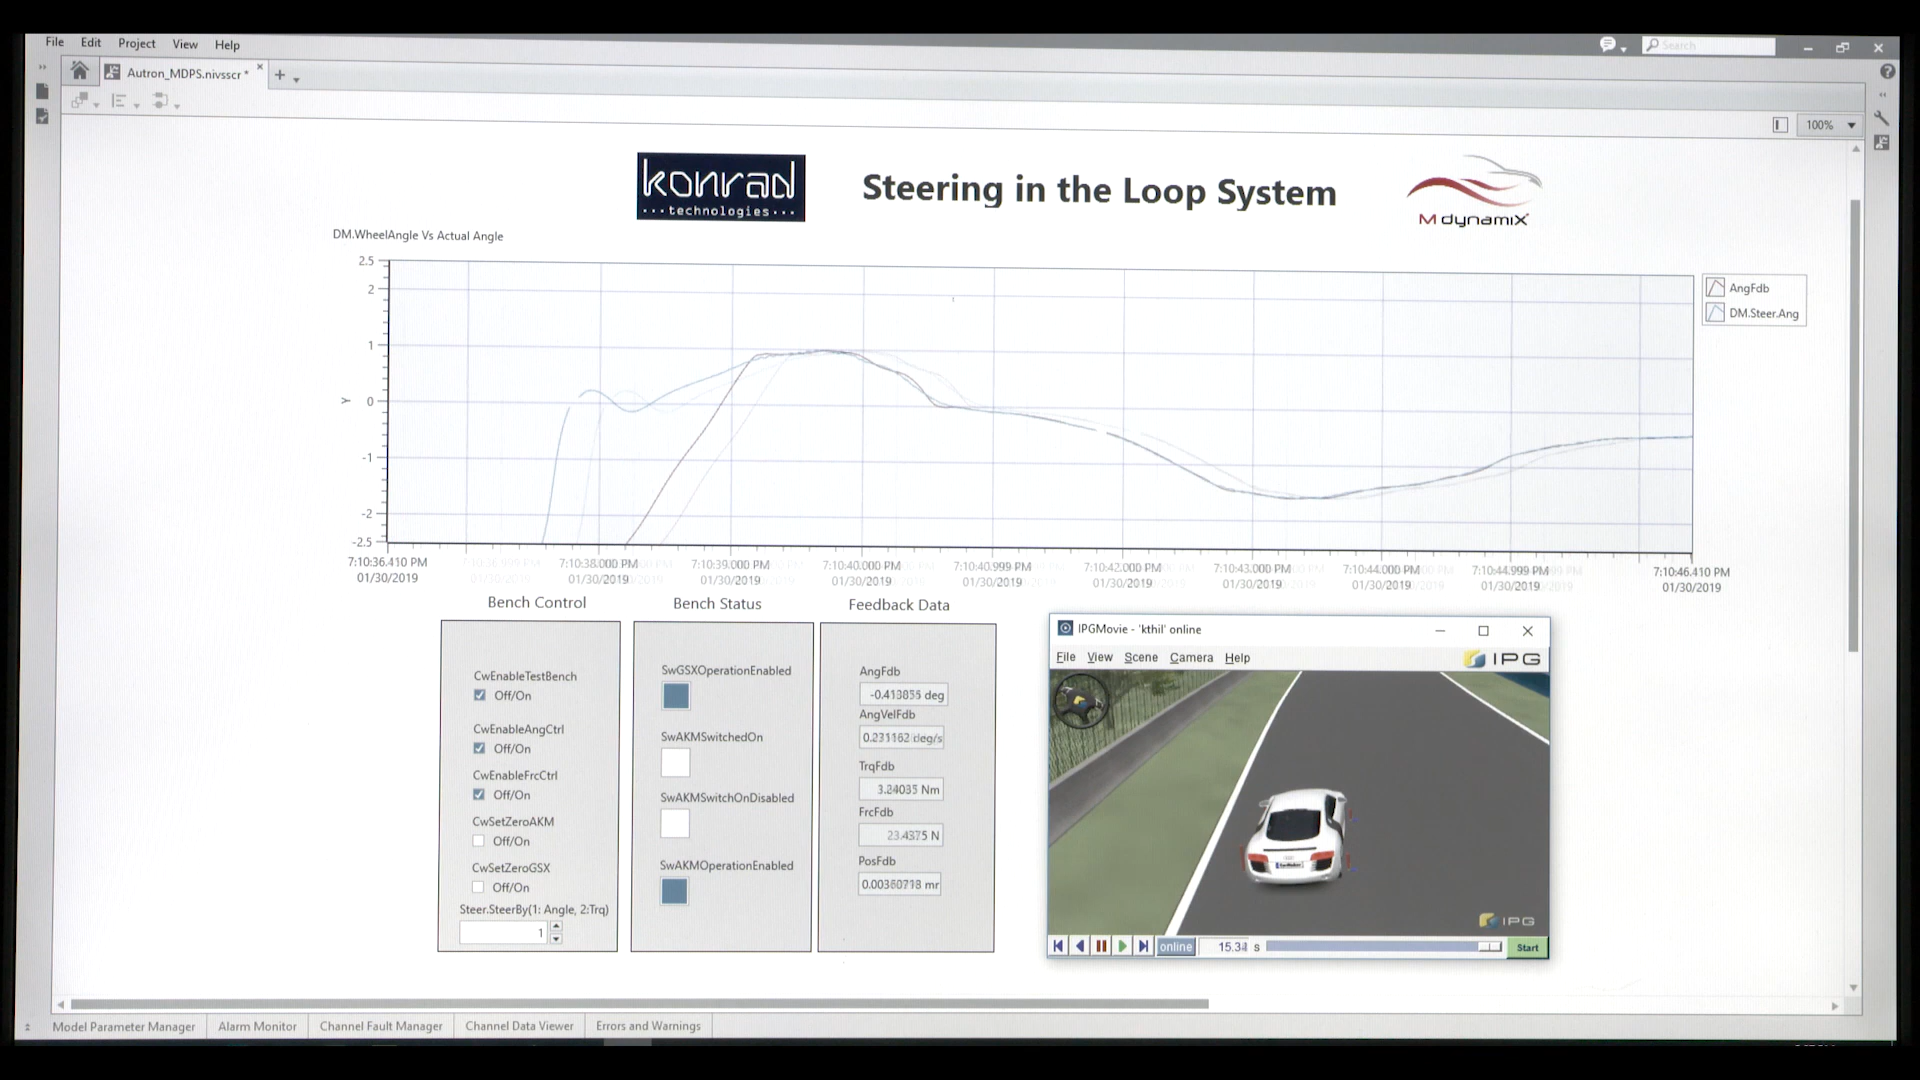 File Edit Project View Help
Search
Autron_MDPS.nivsscr *
100%
konrad
···technologies···
Steering in the Loop System
M dynamiX
DM.WheelAngle Vs Actual Angle
2.5
2
1
0
-1
-2
-2.5
Y
AngFdb
DM.Steer.Ang
7:10:36.410 PM 7:10:38.000 PM 7:10:39.000 PM 7:10:40.000 PM 7:10:40.999 PM 7:10:42.000 PM 7:10:43.000 PM 7:10:44.000 PM 7:10:44.999 PM 7:10:46.410 PM
01/30/2019 01/30/2019 01/30/2019 01/30/2019 01/30/2019 01/30/2019 01/30/2019 01/30/2019 01/30/2019 01/30/2019
Bench Control
CwEnableTestBench
Off/On
CwEnableAngCtrl
Off/On
CwEnableFrcCtrl
Off/On
CwSetZeroAKM
Off/On
CwSetZeroGSX
Off/On
Steer.SteerBy(1: Angle, 2:Trq)
1
Bench Status
SwGSXOperationEnabled
SwAKMSwitchedOn
SwAKMSwitchOnDisabled
SwAKMOperationEnabled
Feedback Data
AngFdb
deg
AngVelFdb
0.231162 deg/s
TrqFdb
3.24035 Nm
FrcFdb
23.4375 N
PosFdb
mr
IPGMovie - 'kthil' online
File View Scene Camera Help
IPG
IPG
online 15.34 s Start
Model Parameter Manager Alarm Monitor Channel Fault Manager Channel Data Viewer Errors and Warnings